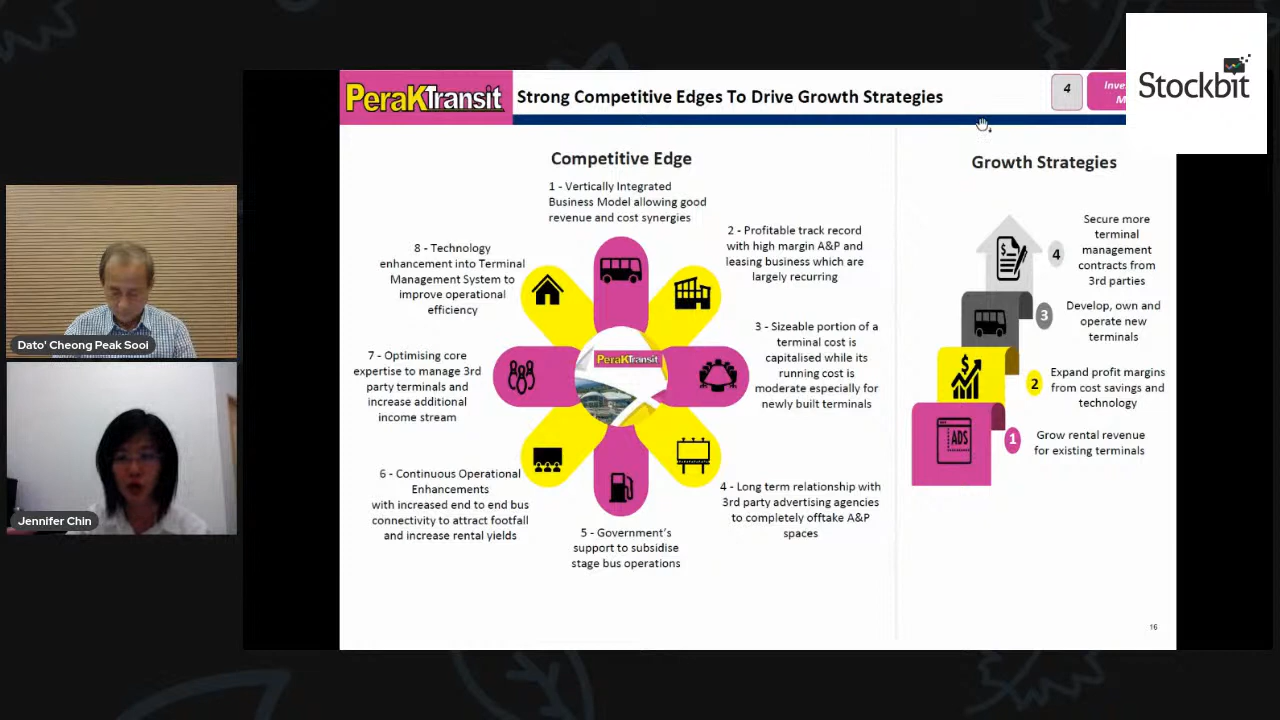 PeraKTransit
Strong Competitive Edges To Drive Growth Strategies
4
Stockbit
Competitive Edge
1 - Vertically Integrated
Business Model allowing good
revenue and cost synergies
2 - Profitable track record
with high margin A&P and
leasing business which are
largely recurring
3 - Sizeable portion of a
terminal cost is
capitalised while its
running cost is
moderate especially for
newly built terminals
4 - Long term relationship with
3rd party advertising agencies
to completely offtake A&P
spaces
5 - Government's
support to subsidise
stage bus operations
6 - Continuous Operational
Enhancements
with increased end to end bus
connectivity to attract footfall
and increase rental yields
7 - Optimising core
expertise to manage 3rd
party terminals and
increase additional
income stream
8 - Technology
enhancement into Terminal
Management System to
improve operational
efficiency
PeraKTransit
Growth Strategies
4
Secure more
terminal
management
contracts from
3rd parties
3
Develop, own and
operate new
terminals
2
Expand profit margins
from cost savings and
technology
ADS
1
Grow rental revenue
for existing terminals
16
Dato' Cheong Peak Sooi
Jennifer Chin